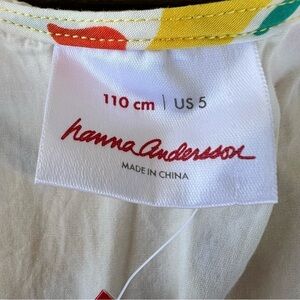 110 cm | US 5
hanna andersson
MADE IN CHINA